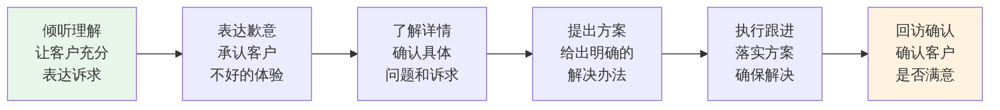 倾听理解
让客户充分
表达诉求
表达歉意
承认客户
不好的体验
了解详情
确认具体
问题和诉求
提出方案
给出明确的
解决办法
执行跟进
落实方案
确保解决
回访确认
确认客户
是否满意